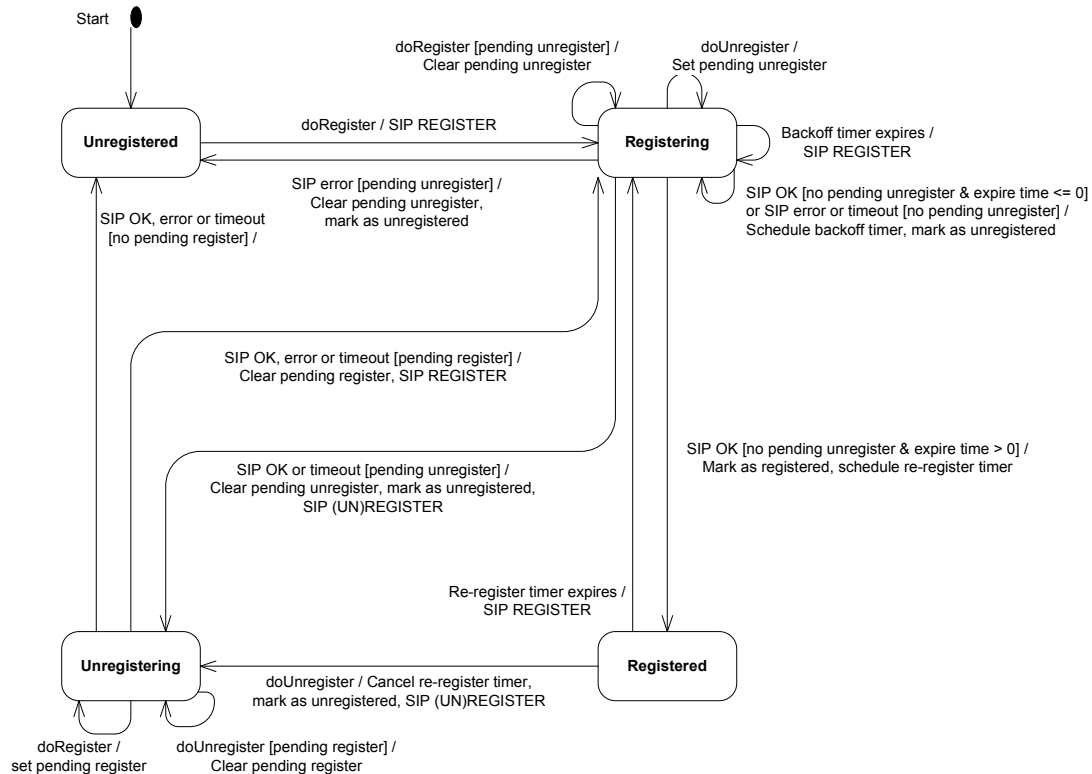 Start
doRegister [pending unregister] /
Clear pending unregister
doUnregister /
Set pending unregister
Unregistered
doRegister / SIP REGISTER
Registering
Backoff timer expires /
SIP REGISTER
SIP error [pending unregister] /
Clear pending unregister,
mark as unregistered
SIP OK [no pending unregister & expire time <= 0]
or SIP error or timeout [no pending unregister] /
Schedule backoff timer, mark as unregistered
SIP OK, error or timeout
[no pending register] /
SIP OK, error or timeout [pending register] /
Clear pending register, SIP REGISTER
SIP OK or timeout [pending unregister] /
Clear pending unregister, mark as unregistered,
SIP (UN)REGISTER
SIP OK [no pending unregister & expire time > 0] /
Mark as registered, schedule re-register timer
Re-register timer expires /
SIP REGISTER
Unregistering
Registered
doUnregister / Cancel re-register timer,
mark as unregistered, SIP (UN)REGISTER
doRegister /
set pending register
doUnregister [pending register] /
Clear pending register